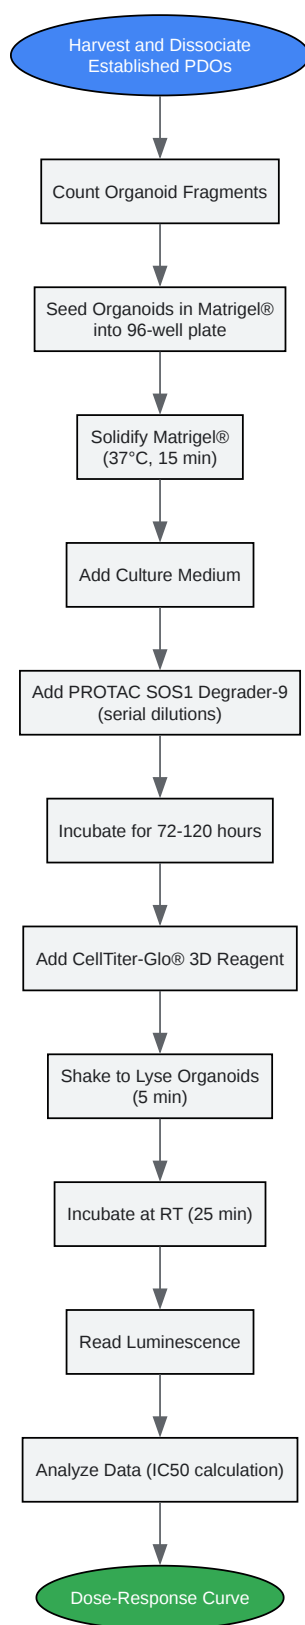 Harvest and Dissociate
Established PDOs
Count Organoid Fragments
Seed Organoids in Matrigel®
into 96-well plate
Solidify Matrigel®
(37°C, 15 min)
Add Culture Medium
Add PROTAC SOS1 Degrader-9
(serial dilutions)
Incubate for 72-120 hours
Add CellTiter-Glo® 3D Reagent
Shake to Lyse Organoids
(5 min)
Incubate at RT (25 min)
Read Luminescence
Analyze Data (IC50 calculation)
Dose-Response Curve